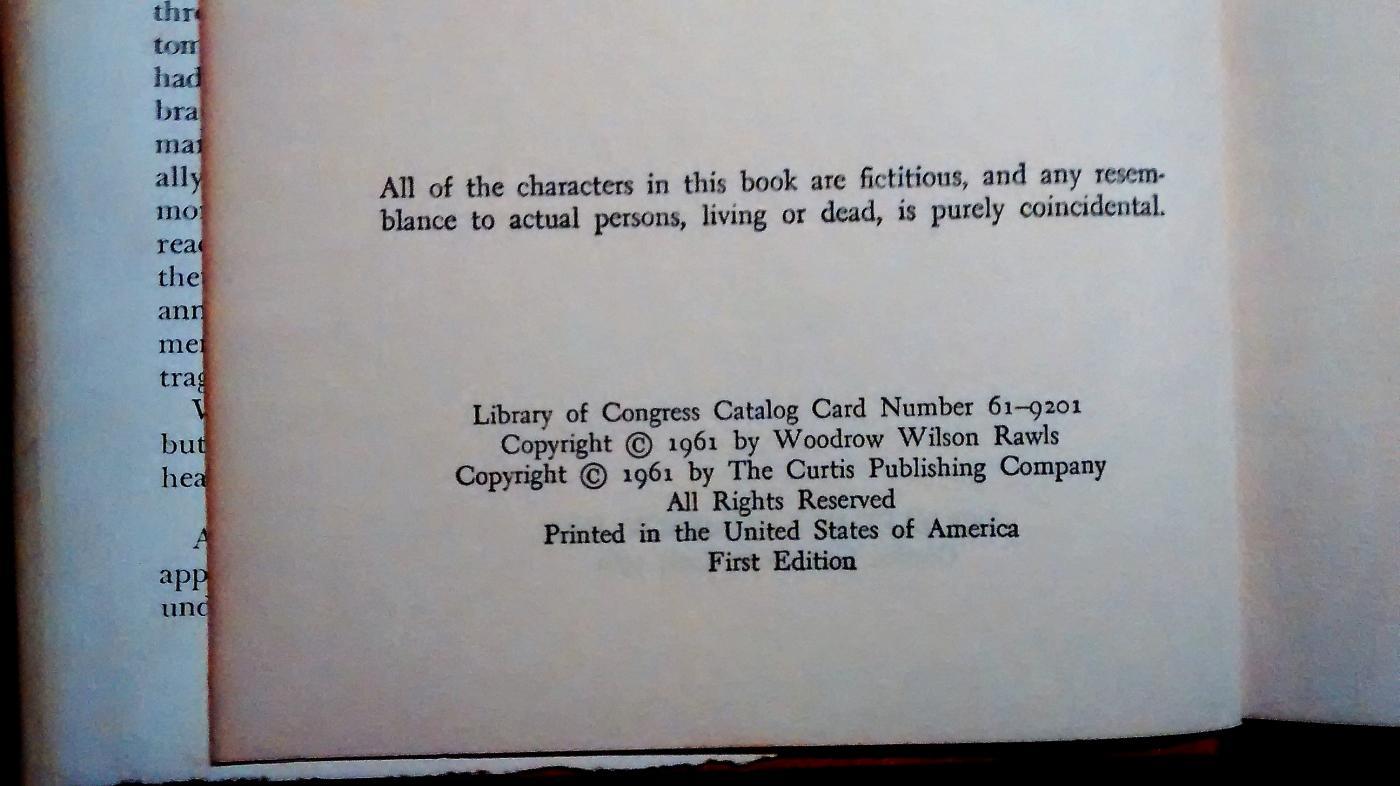 All of the characters in this book are fictitious, and any resem-
blance to actual persons, living or dead, is purely coincidental.
Library of Congress Catalog Card Number 61–9201
Copyright © 1961 by Woodrow Wilson Rawls
Copyright © 1961 by The Curtis Publishing Company
All Rights Reserved
Printed in the United States of America
First Edition